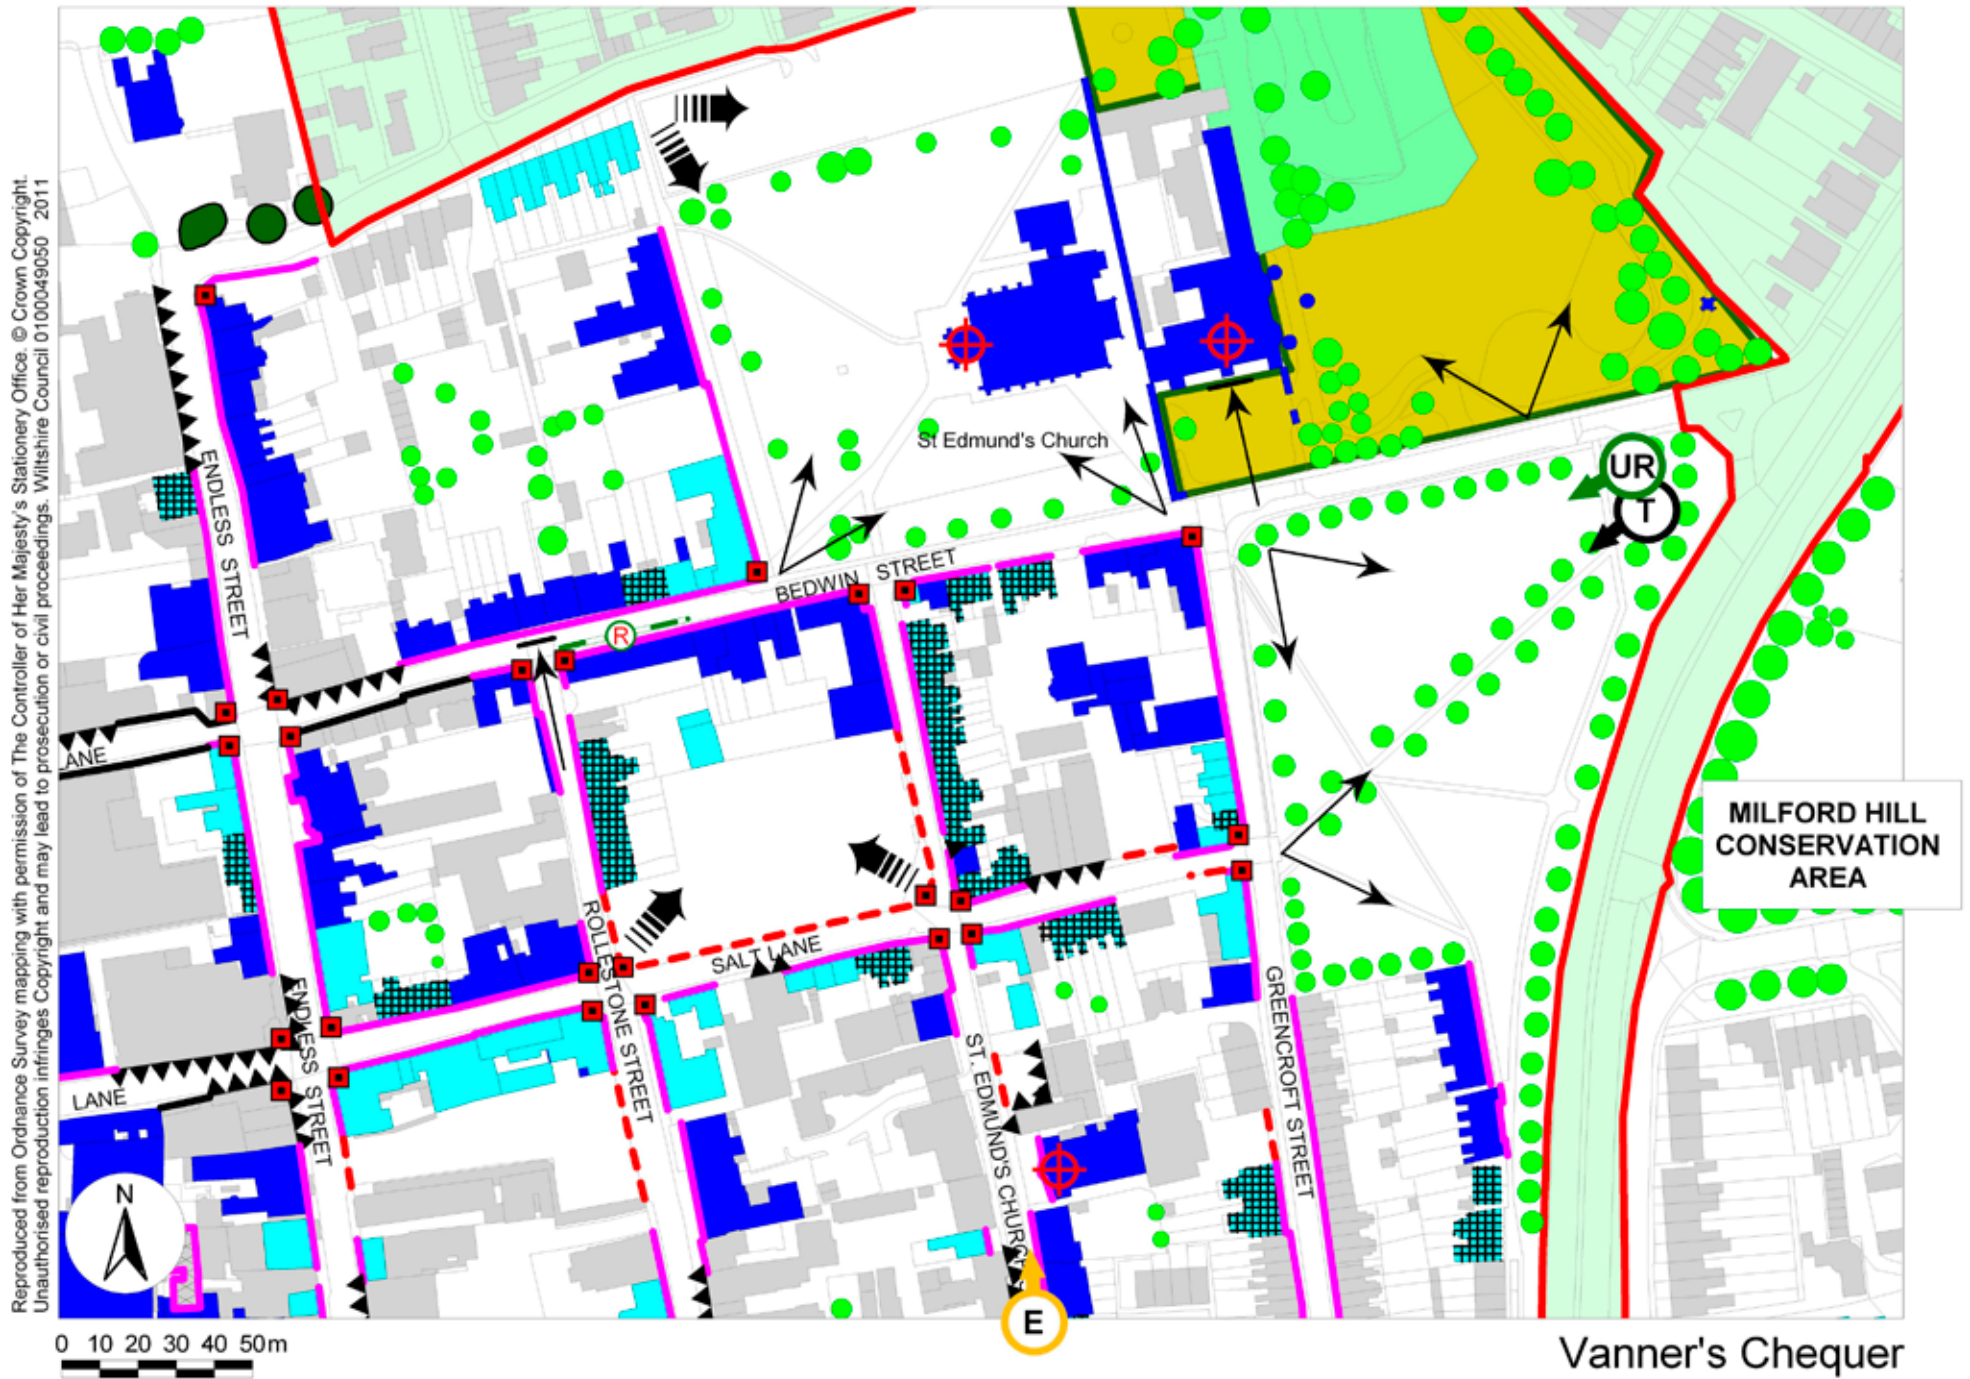 Reproduced from Ordnance Survey mapping with permission of The Controller of Her Majesty's Stationery Office. © Crown Copyright.
Unauthorised reproduction infringes Copyright and may lead to prosecution or civil proceedings. Wiltshire Council 0100049050 2011
ENDLESS STREET
St Edmund's Church
UR
T
BEDWIN STREET
R
LANE
MILFORD HILL
CONSERVATION
AREA
ROLLESTONE STREET
SALT LANE
ENDLESS STREET
GREENCROFT STREET
ST. EDMUND'S CHURCH
LANE
N
E
0 10 20 30 40 50m
Vanner's Chequer